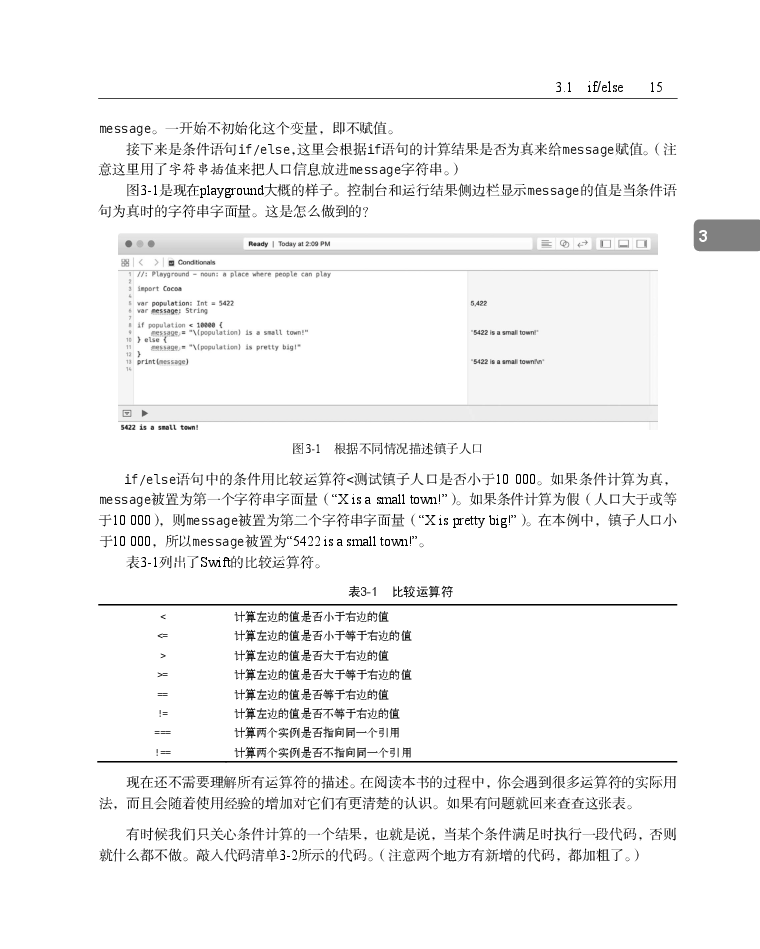 3.1 if/else 15
message。一开始不初始化这个变量，即不赋值。
接下来是条件语句if/else,这里会根据if语句的计算结果是否为真来给message赋值。（注
意这里用了字符串插值来把人口信息放进message字符串。）
图3-1是现在playground大概的样子。控制台和运行结果侧边栏显示message的值是当条件语
句为真时的字符串字面量。这是怎么做到的？
3
Ready | Today at 2:09 PM
Conditionals
1 //: Playground - noun: a place where people can play
2
3 import Cocoa
4
5 var population: Int = 5422 5,422
6 var message: String
7
8 if population < 10000 {
9 message = "\(population) is a small town!" "5422 is a small town!"
10 } else {
11 message = "\(population) is pretty big!"
12 }
13 print(message) "5422 is a small town!\n"
14
5422 is a small town!
图3-1 根据不同情况描述镇子人口
if/else语句中的条件用比较运算符<测试镇子人口是否小于10 000。如果条件计算为真，
message被置为第一个字符串字面量（“X is a small town!”）。如果条件计算为假（人口大于或等
于10 000），则message被置为第二个字符串字面量（“X is pretty big!”）。在本例中，镇子人口小
于10 000，所以message被置为“5422 is a small town!”。
表3-1列出了Swift的比较运算符。
表3-1 比较运算符
< 计算左边的值是否小于右边的值
<= 计算左边的值是否小于等于右边的值
> 计算左边的值是否大于右边的值
>= 计算左边的值是否大于等于右边的值
== 计算左边的值是否等于右边的值
!= 计算左边的值是否不等于右边的值
=== 计算两个实例是否指向同一个引用
!== 计算两个实例是否不指向同一个引用
现在还不需要理解所有运算符的描述。在阅读本书的过程中，你会遇到很多运算符的实际用
法，而且会随着使用经验的增加对它们有更清楚的认识。如果有问题就回来查查这张表。
有时候我们只关心条件计算的一个结果，也就是说，当某个条件满足时执行一段代码，否则
就什么都不做。敲入代码清单3-2所示的代码。（注意两个地方有新增的代码，都加粗了。）